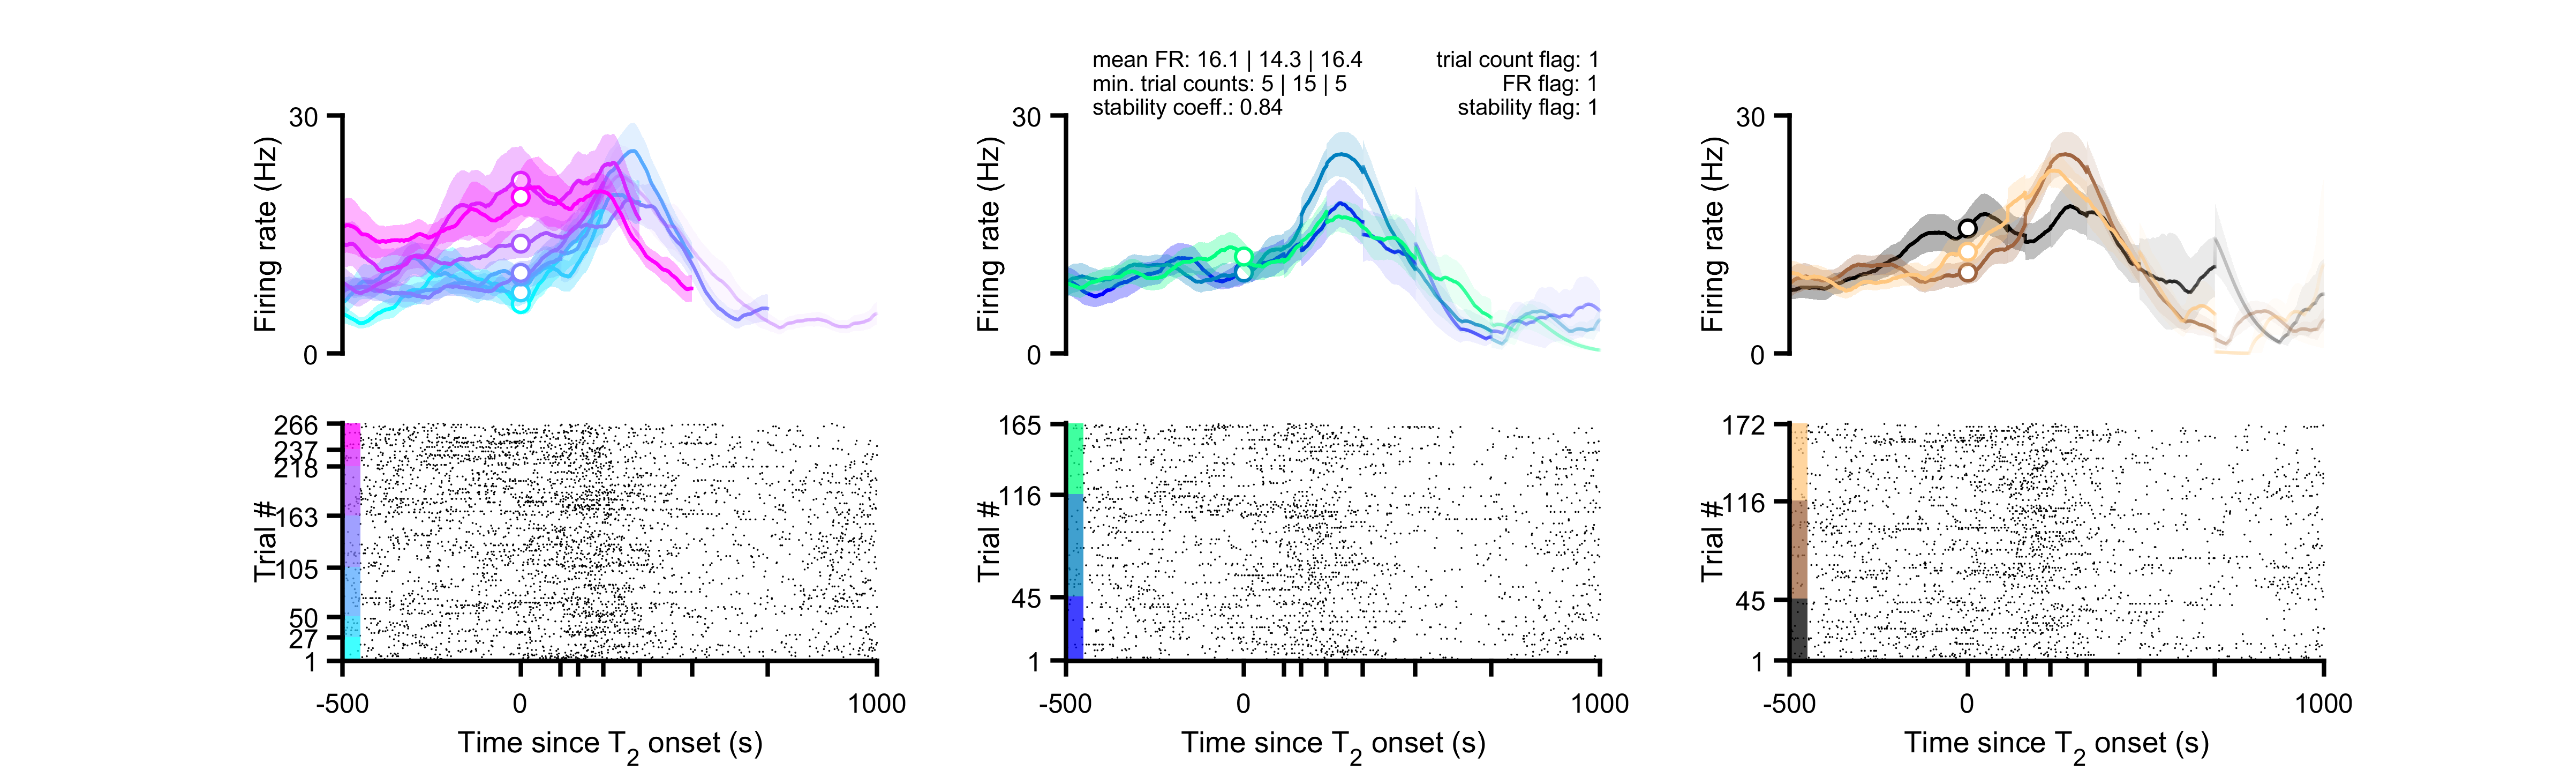 mean FR: 16.1 | 14.3 | 16.4
min. trial counts: 5 | 15 | 5
stability coeff.: 0.84
trial count flag: 1
FR flag: 1
stability flag: 1
30
Firing rate (Hz)
0
30
Firing rate (Hz)
0
30
Firing rate (Hz)
0
266
237
218
163
105
50
27
1
Trial #
-500 0 1000
Time since T2 onset (s)
165
116
45
1
Trial #
-500 0 1000
Time since T2 onset (s)
172
116
45
1
Trial #
-500 0 1000
Time since T2 onset (s)